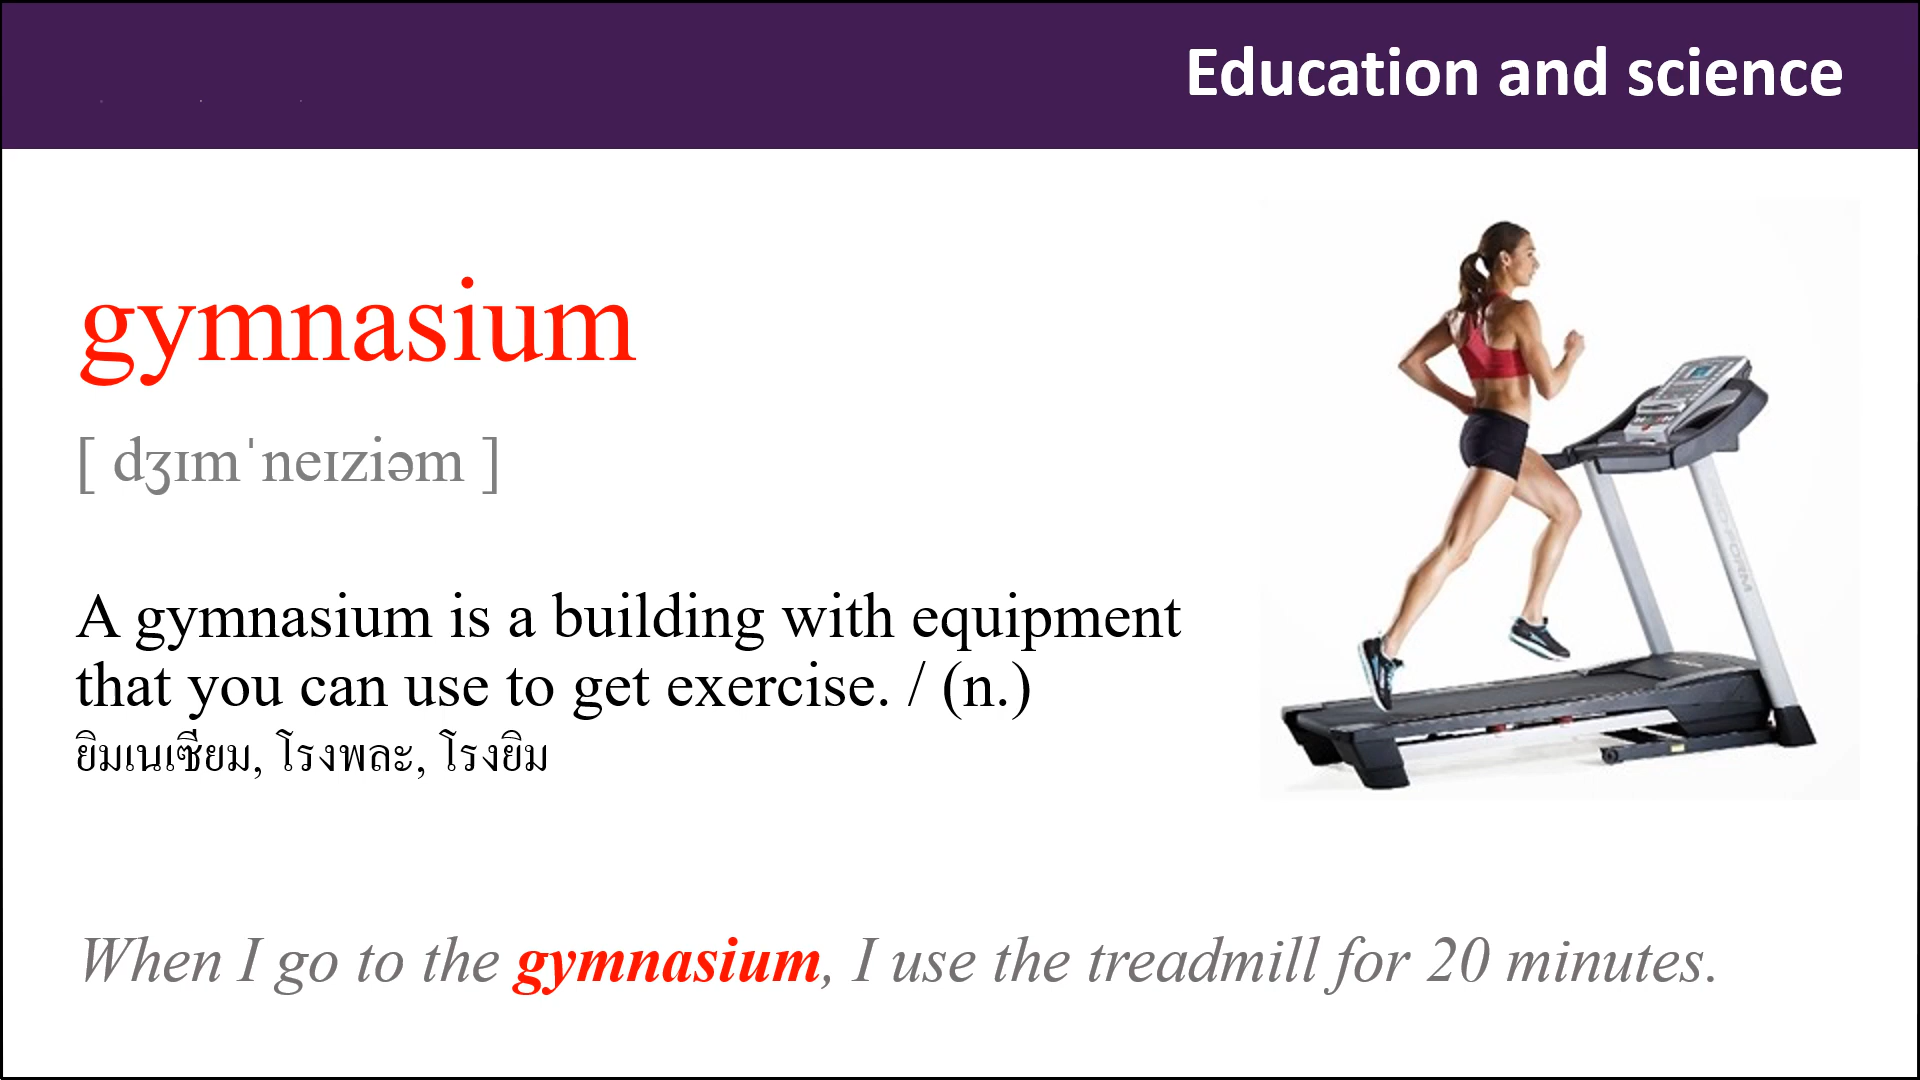 Education and science
gymnasium
[ dʒɪmˈneɪziəm ]
A gymnasium is a building with equipment
that you can use to get exercise. / (n.)
ยิมเนเซียม, โรงพละ, โรงยิม
When I go to the gymnasium, I use the treadmill for 20 minutes.
PRO-FORM